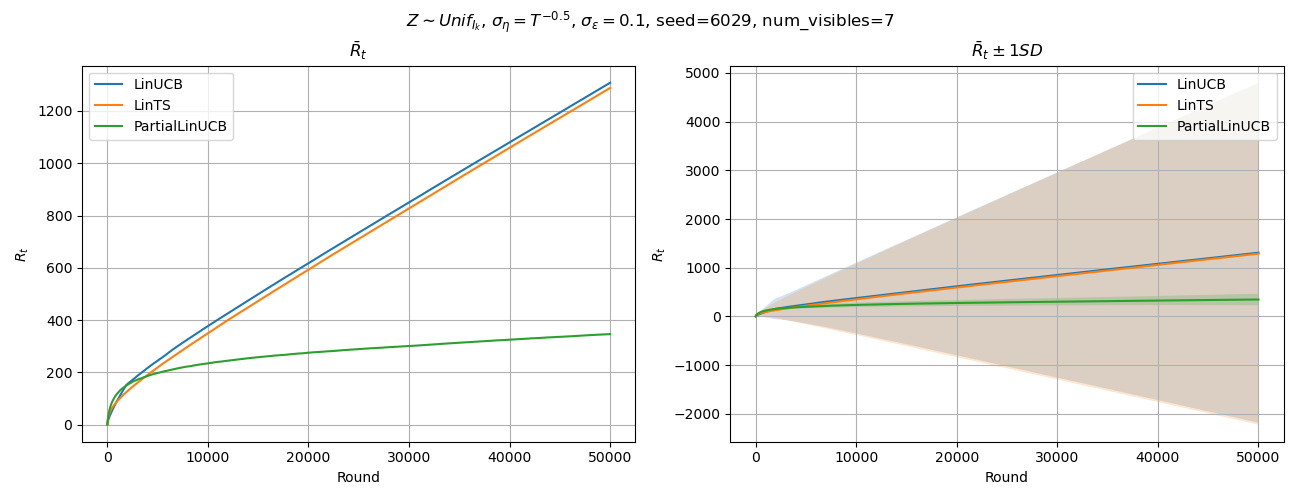 Z ∼ Unif_{I_k}, σ_η = T^{−0.5}, σ_ε = 0.1, seed=6029, num_visibles=7
R̄_t
LinUCB
LinTS
PartialLinUCB
R_t
1200
1000
800
600
400
200
0
0 10000 20000 30000 40000 50000
Round
R̄_t ± 1SD
LinUCB
LinTS
PartialLinUCB
R_t
5000
4000
3000
2000
1000
0
−1000
−2000
0 10000 20000 30000 40000 50000
Round